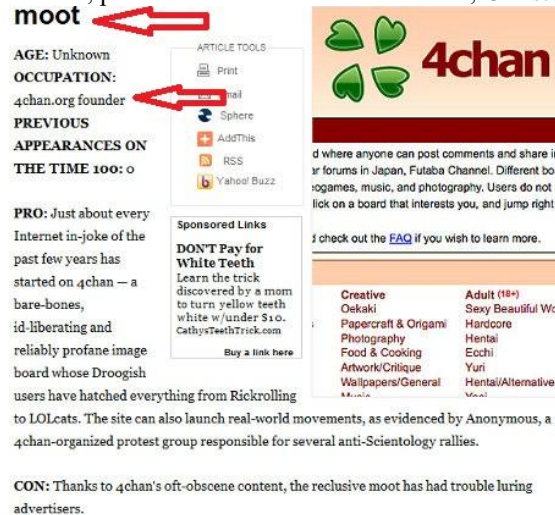 moot
AGE: Unknown
OCCUPATION:
4chan.org founder
PREVIOUS
APPEARANCES ON
THE TIME 100: 0
PRO: Just about every
Internet in-joke of the
past few years has
started on 4chan — a
bare-bones,
id-liberating and
reliably profane image
board whose Droogish
users have hatched everything from Rickrolling
to LOLcats. The site can also launch real-world movements, as evidenced by Anonymous, a
4chan-organized protest group responsible for several anti-Scientology rallies.
CON: Thanks to 4chan's oft-obscene content, the reclusive moot has had trouble luring
advertisers.
ARTICLE TOOLS
Print
Sphere
AddThis
RSS
Yahoo! Buzz
Sponsored Links
DON'T Pay for
White Teeth
Learn the trick
discovered by a mom
to turn yellow teeth
white w/under $10.
CathysTeethTrick.com
Buy a link here
4chan
d where anyone can post comments and share i
forums in Japan, Futaba Channel. Different bo
games, music, and photography. Users do not
lick on a board that interests you, and jump right
check out the FAQ if you wish to learn more.
Creative
Oekaki
Papercraft & Origami
Photography
Food & Cooking
Artwork/Critique
Wallpapers/General
Adult (18+)
Sexy Beautiful Wo
Hardcore
Hentai
Ecchi
Yuri
Hentai/Alternative